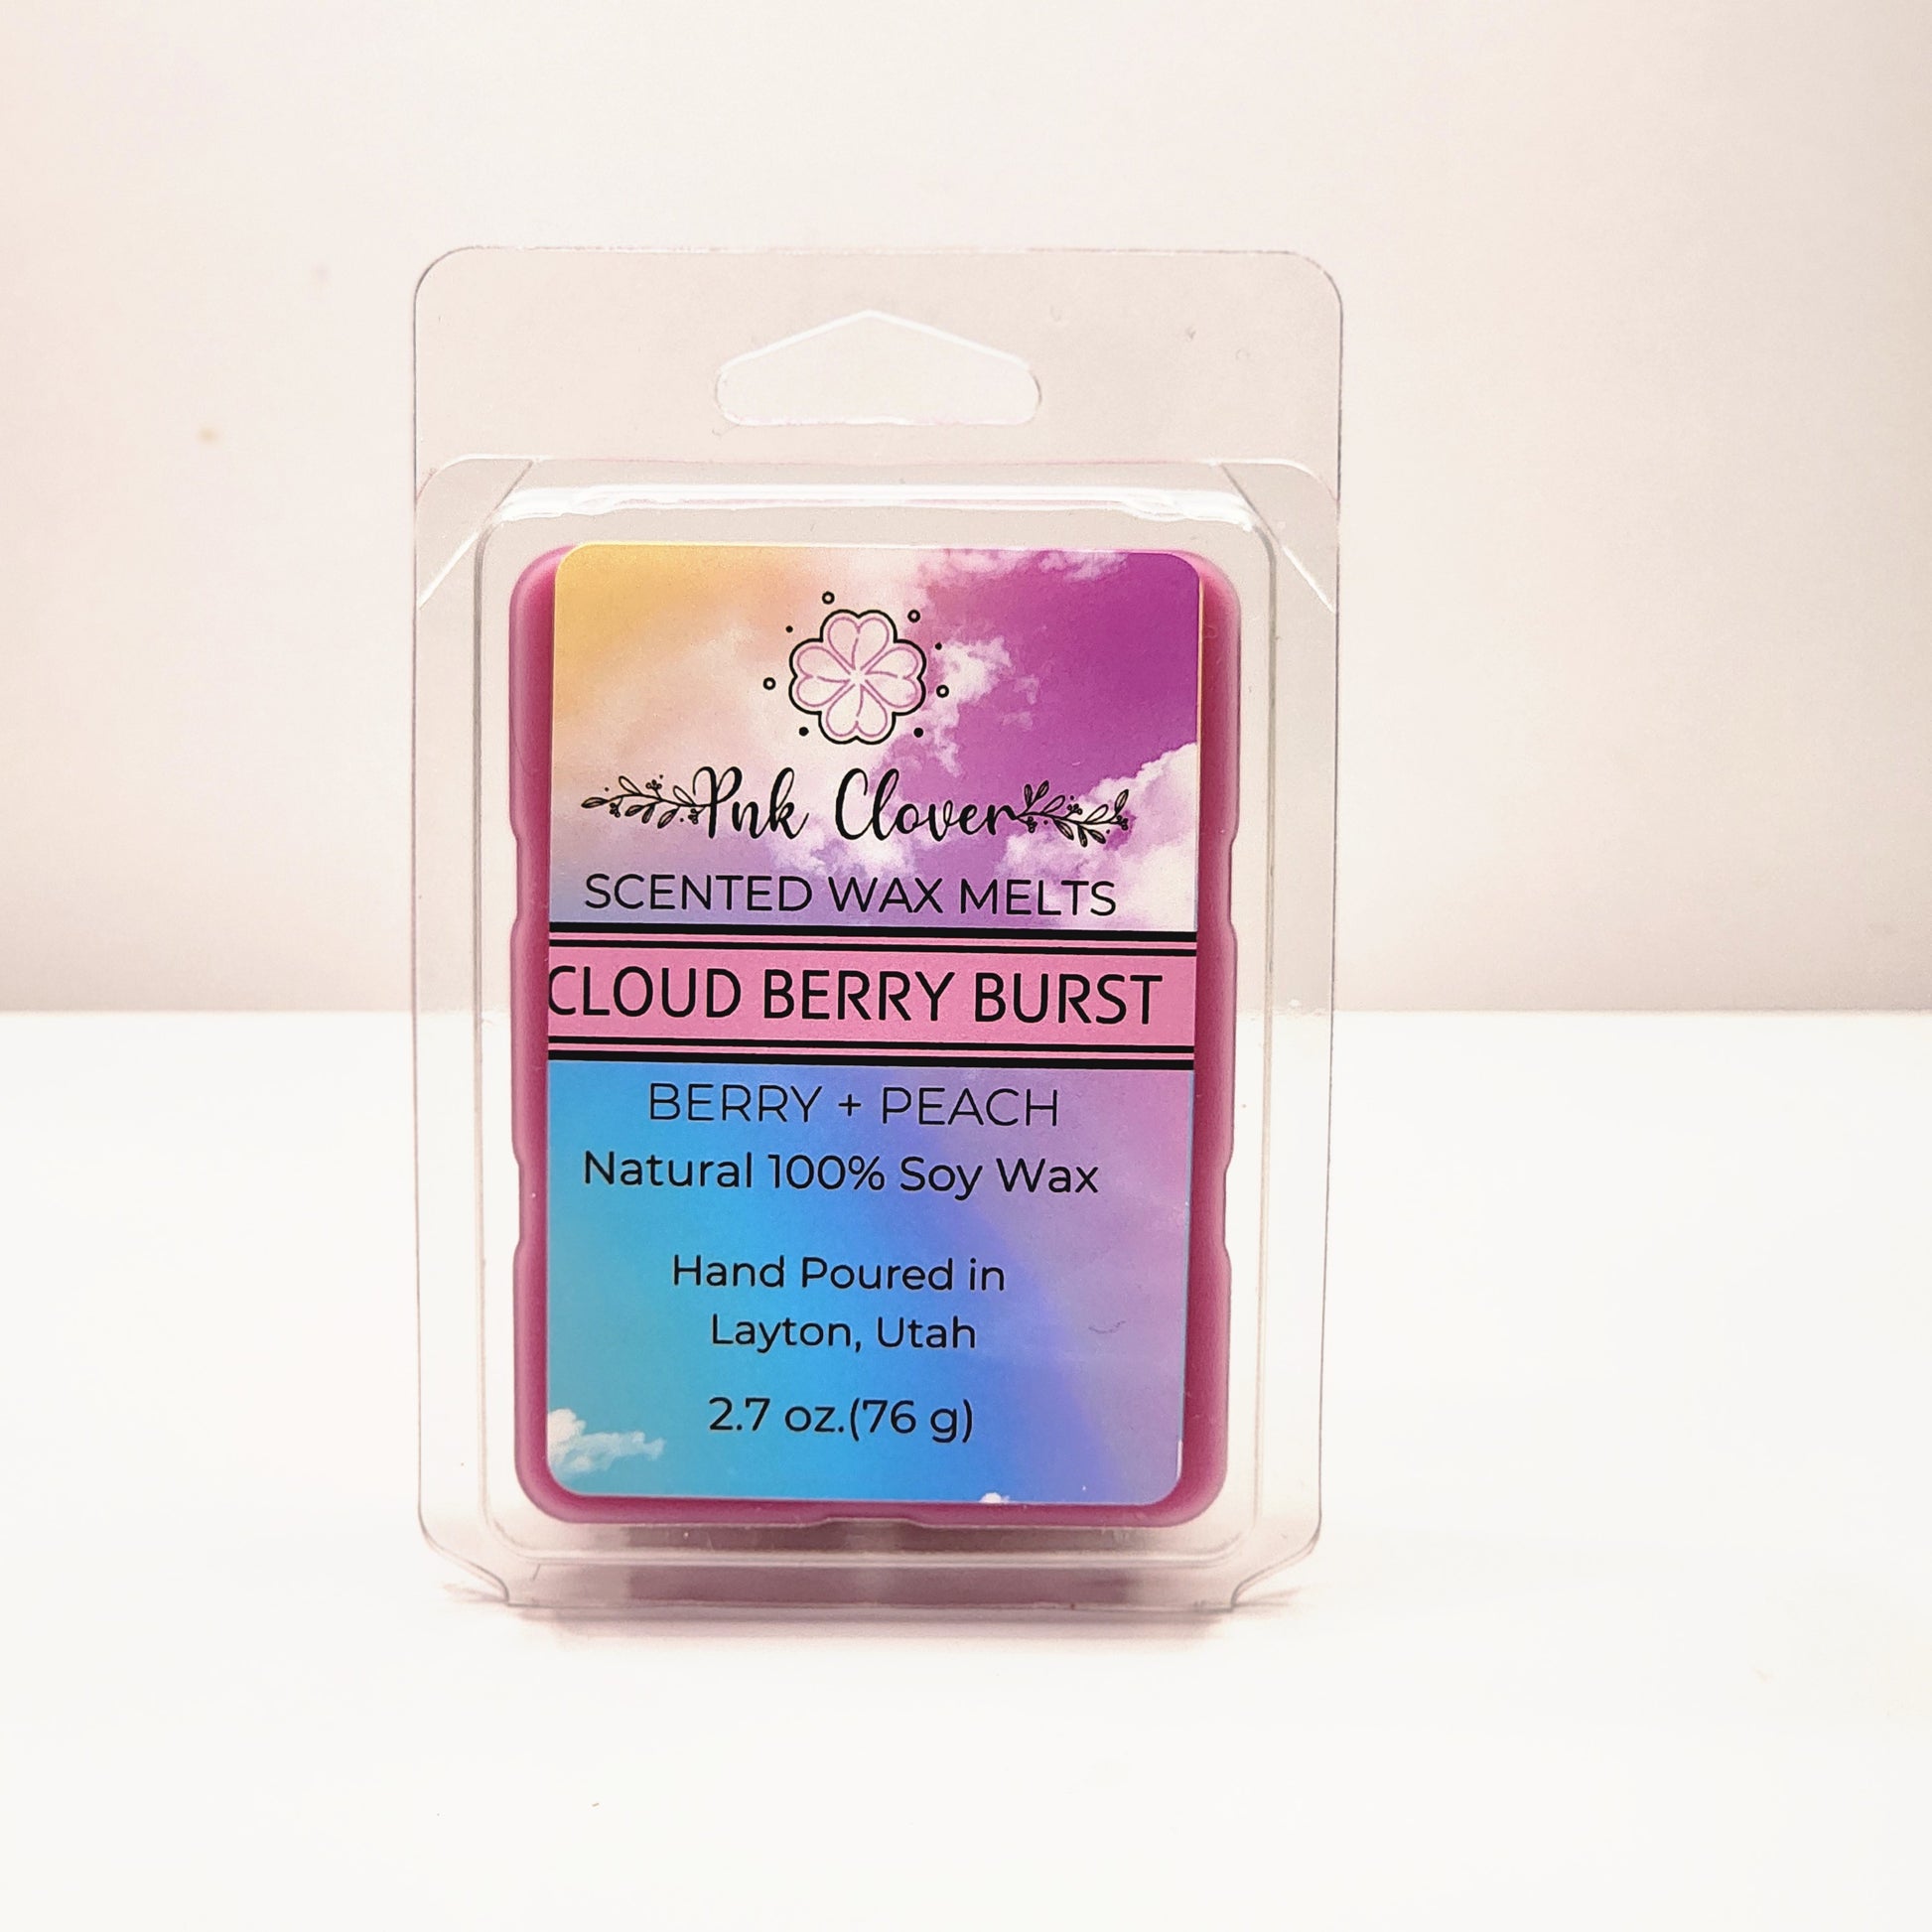 Pnk Clover
SCENTED WAX MELTS
CLOUD BERRY BURST
BERRY + PEACH
Natural 100% Soy Wax
Hand Poured in
Layton, Utah
2.7 oz.(76 g)